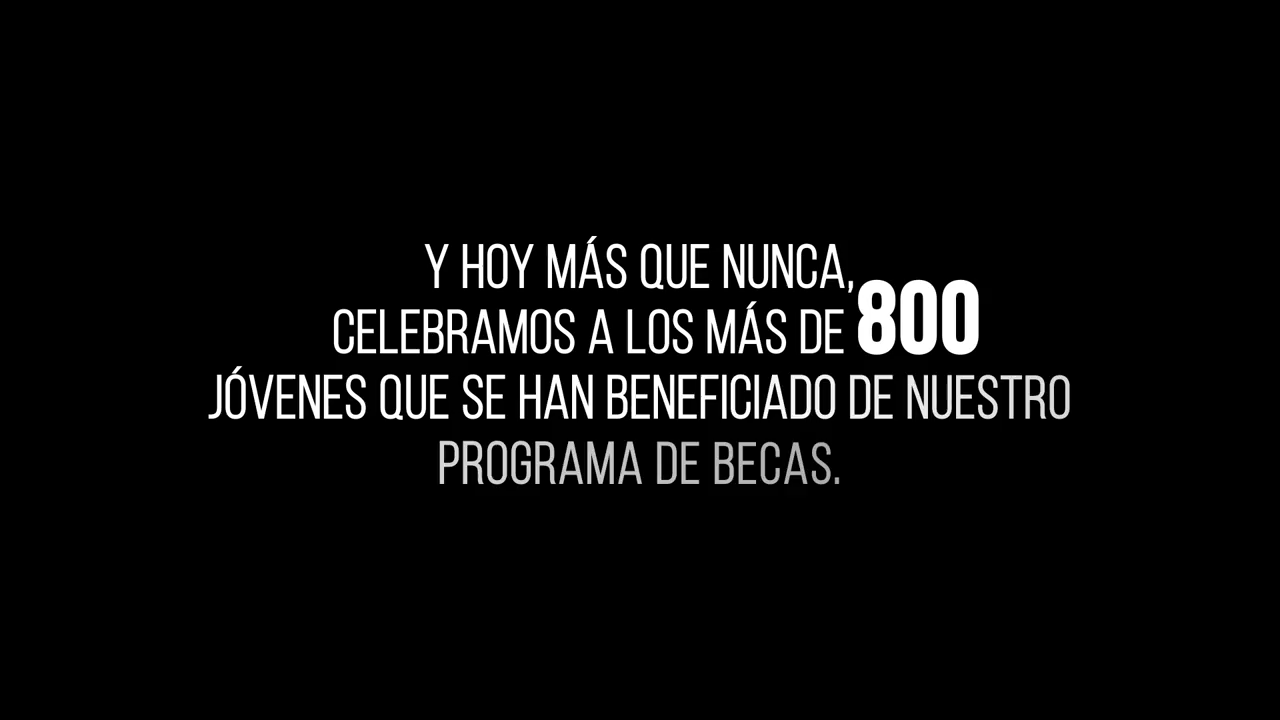 Y HOY MÁS QUE NUNCA,
CELEBRAMOS A LOS MÁS DE 800
JÓVENES QUE SE HAN BENEFICIADO DE NUESTRO
PROGRAMA DE BECAS.